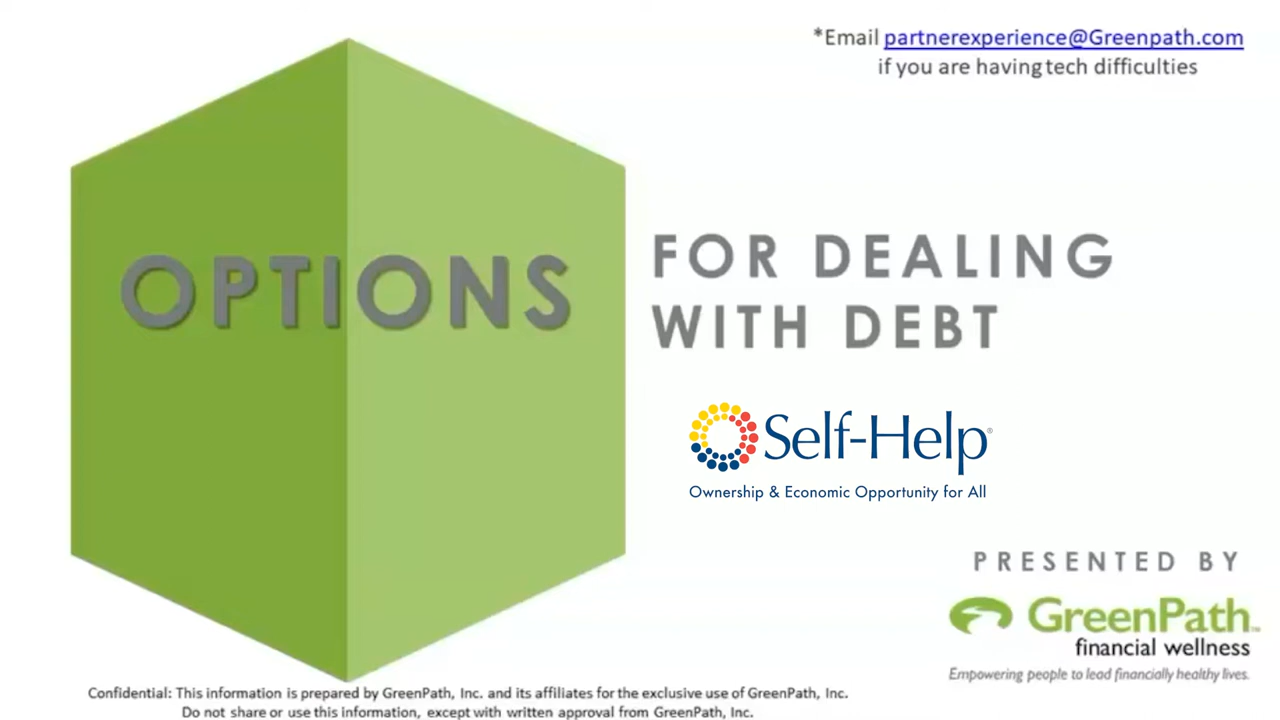 *Email partnerexperience@Greenpath.com
if you are having tech difficulties
OPTIONS
FOR DEALING
WITH DEBT
Self-Help®
Ownership & Economic Opportunity for All
PRESENTED BY
GreenPath™
financial wellness
Empowering people to lead financially healthy lives.
Confidential: This information is prepared by GreenPath, Inc. and its affiliates for the exclusive use of GreenPath, Inc.
Do not share or use this information, except with written approval from GreenPath, Inc.